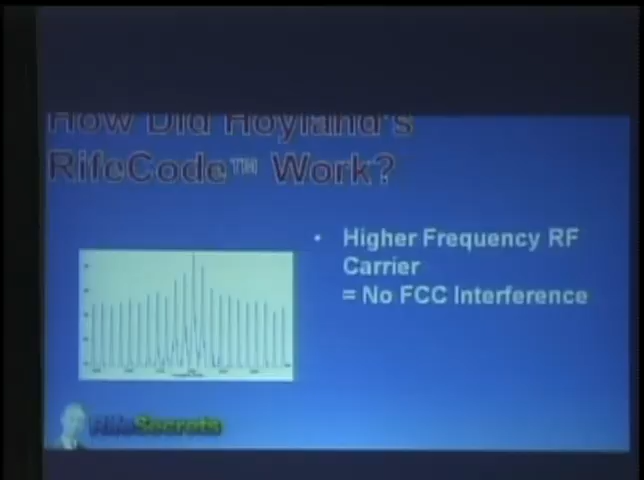 How Did Hoyland's
RifeCode™ Work?
• Higher Frequency RF
Carrier
= No FCC Interference
RifeSecrets